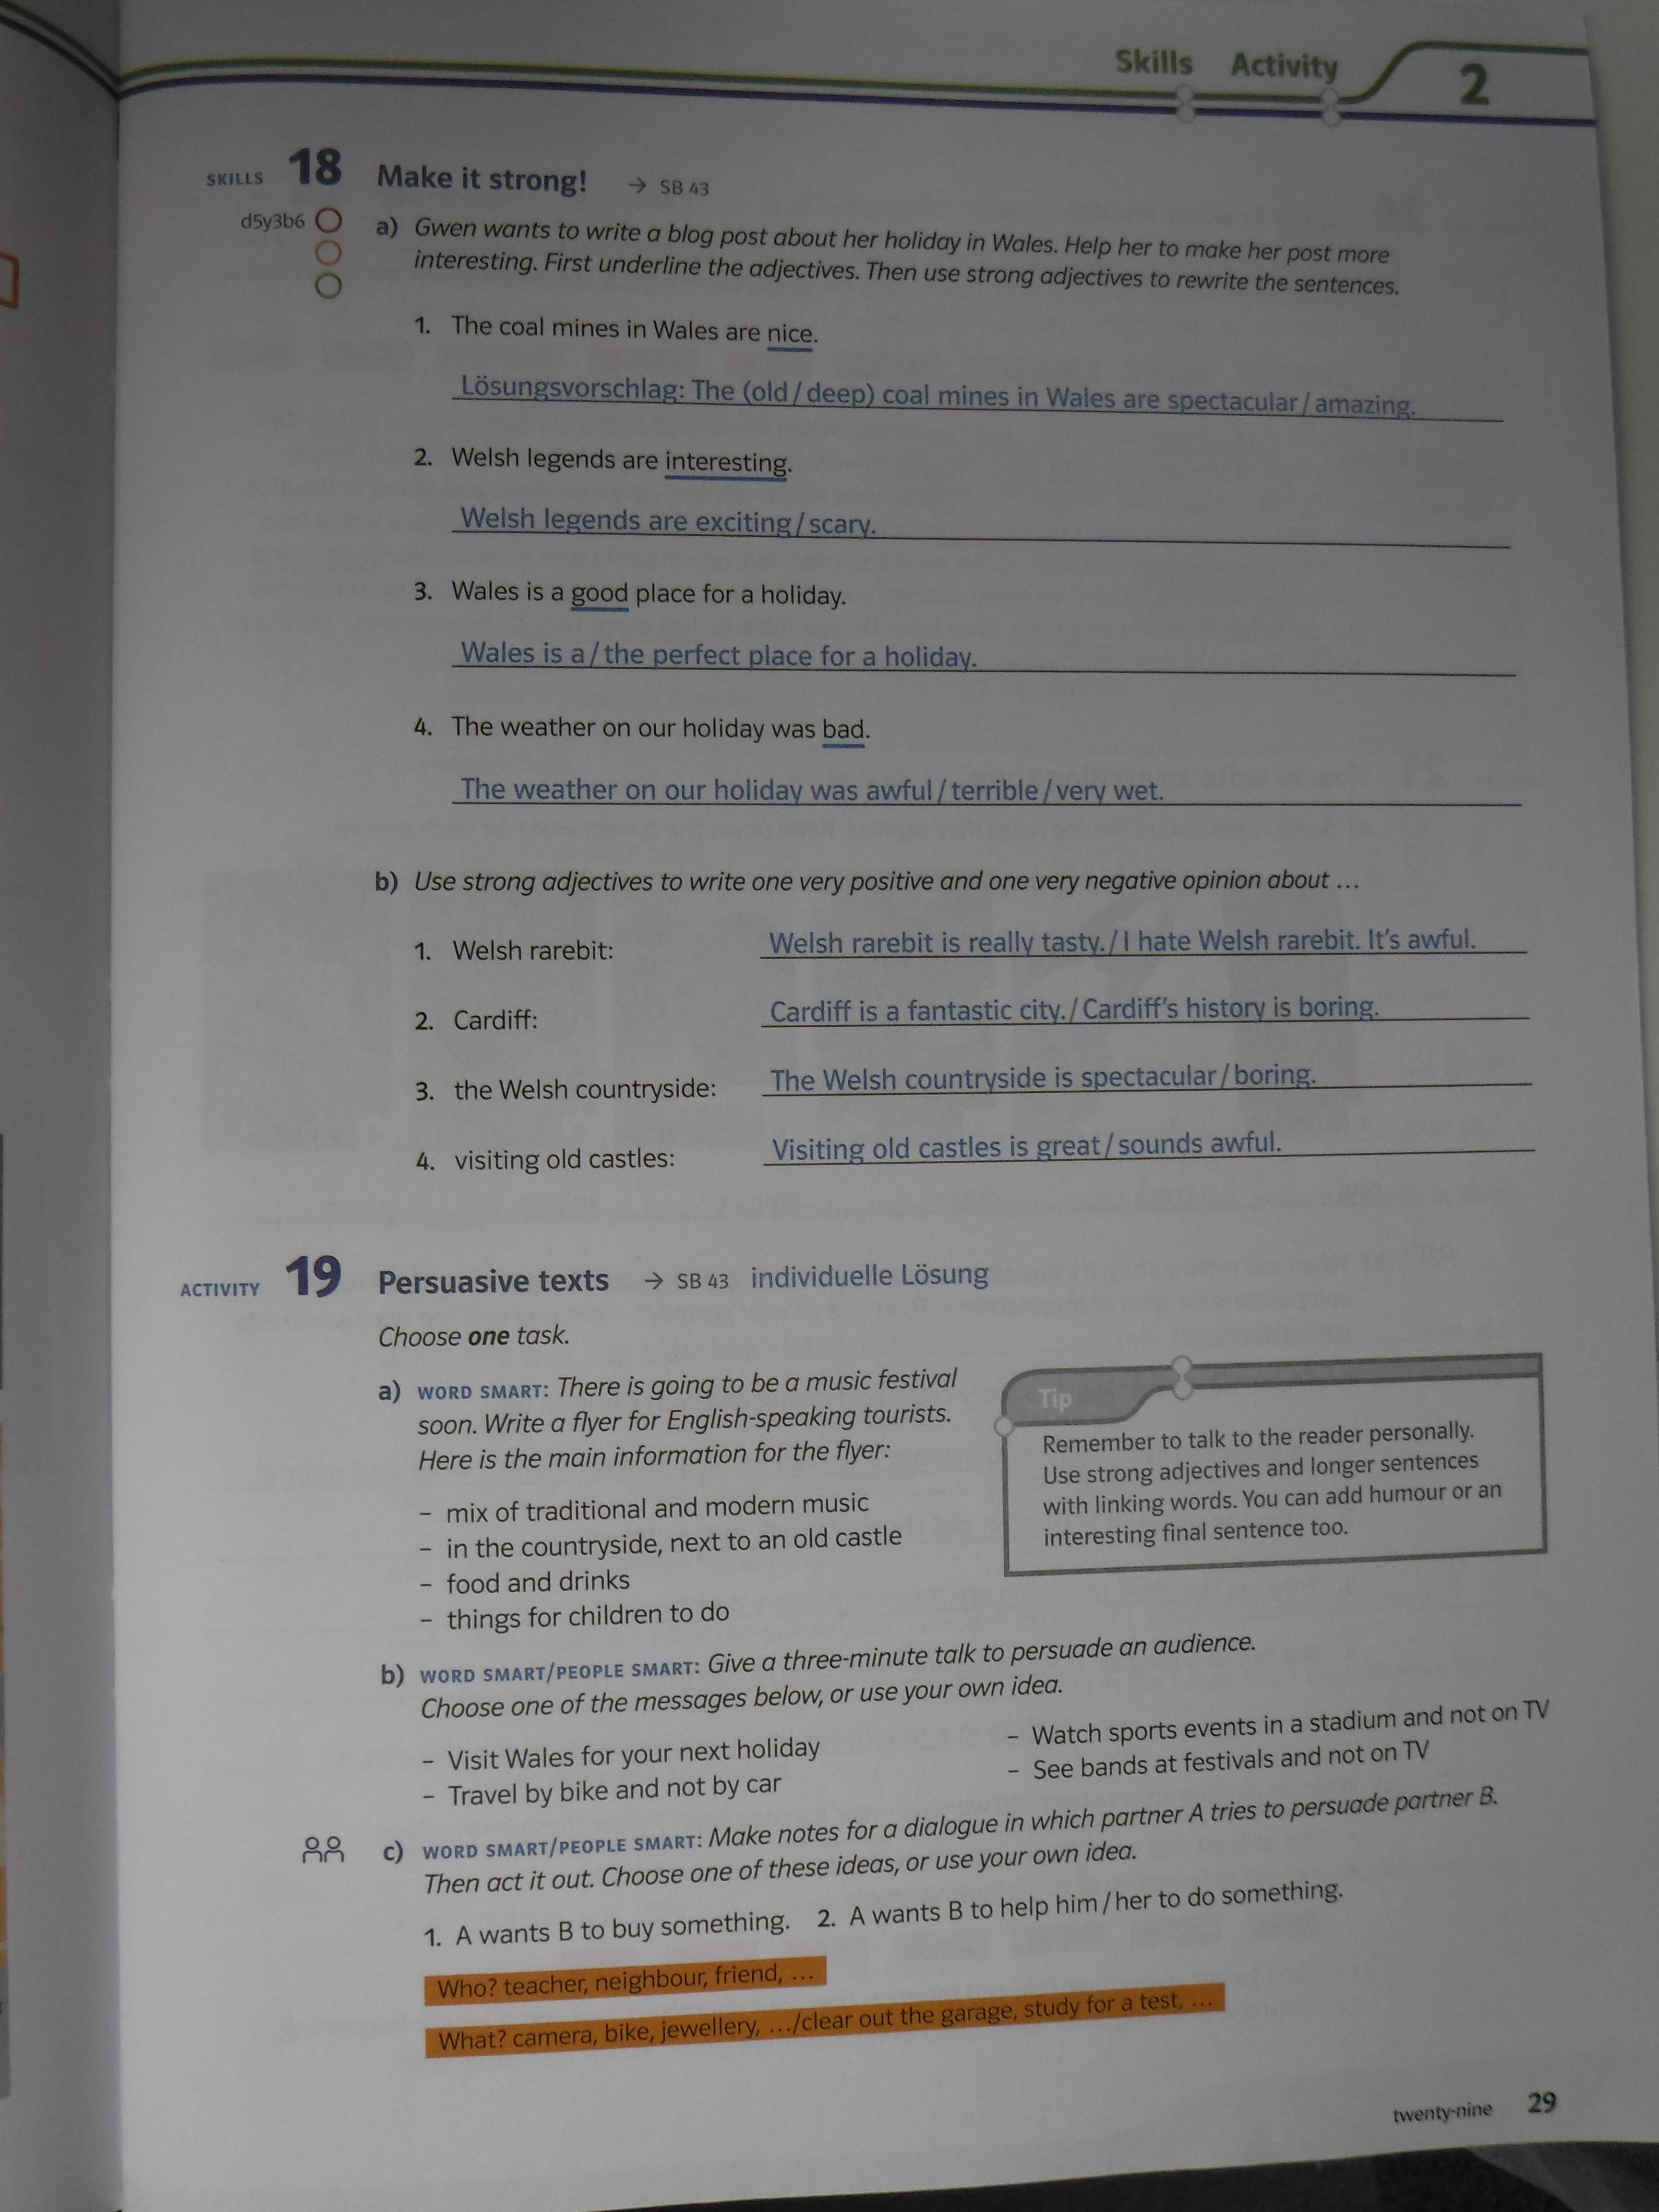 Skills Activity 2
SKILLS 18 Make it strong! → SB 43
d5y3b6
a) Gwen wants to write a blog post about her holiday in Wales. Help her to make her post more
interesting. First underline the adjectives. Then use strong adjectives to rewrite the sentences.
1. The coal mines in Wales are nice.
Lösungsvorschlag: The (old / deep) coal mines in Wales are spectacular / amazing.
2. Welsh legends are interesting.
Welsh legends are exciting / scary.
3. Wales is a good place for a holiday.
Wales is a / the perfect place for a holiday.
4. The weather on our holiday was bad.
The weather on our holiday was awful / terrible / very wet.
b) Use strong adjectives to write one very positive and one very negative opinion about …
1. Welsh rarebit: Welsh rarebit is really tasty. / I hate Welsh rarebit. It's awful.
2. Cardiff: Cardiff is a fantastic city. / Cardiff's history is boring.
3. the Welsh countryside: The Welsh countryside is spectacular / boring.
4. visiting old castles: Visiting old castles is great / sounds awful.
ACTIVITY 19 Persuasive texts → SB 43 individuelle Lösung
Choose one task.
a) WORD SMART: There is going to be a music festival
soon. Write a flyer for English-speaking tourists.
Here is the main information for the flyer:
– mix of traditional and modern music
– in the countryside, next to an old castle
– food and drinks
– things for children to do
Tip
Remember to talk to the reader personally.
Use strong adjectives and longer sentences
with linking words. You can add humour or an
interesting final sentence too.
b) WORD SMART/PEOPLE SMART: Give a three-minute talk to persuade an audience.
Choose one of the messages below, or use your own idea.
– Visit Wales for your next holiday
– Travel by bike and not by car
– Watch sports events in a stadium and not on TV
– See bands at festivals and not on TV
c) WORD SMART/PEOPLE SMART: Make notes for a dialogue in which partner A tries to persuade partner B.
Then act it out. Choose one of these ideas, or use your own idea.
1. A wants B to buy something. 2. A wants B to help him / her to do something.
Who? teacher, neighbour, friend, …
What? camera, bike, jewellery, …/clear out the garage, study for a test, …
twenty-nine 29